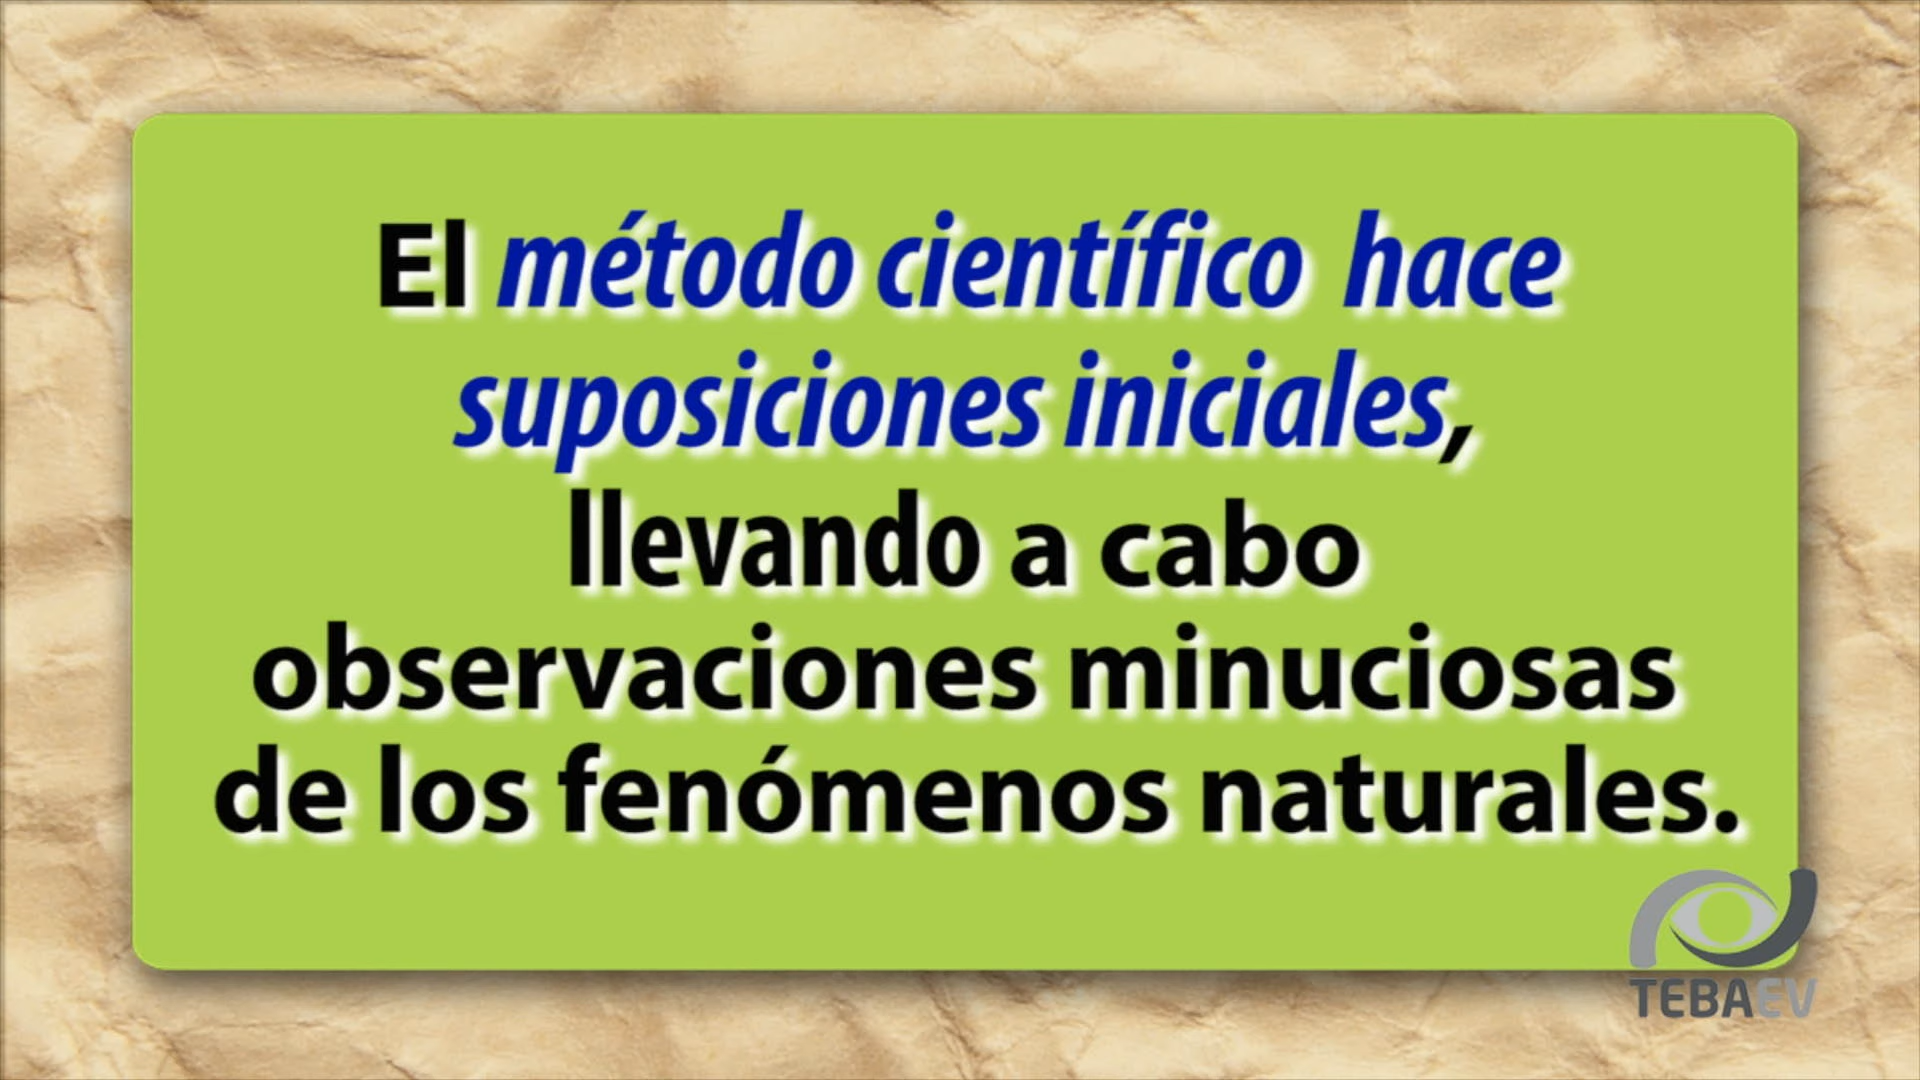 El método científico hace
suposiciones iniciales,
llevando a cabo
observaciones minuciosas
de los fenómenos naturales.
TEBAEV